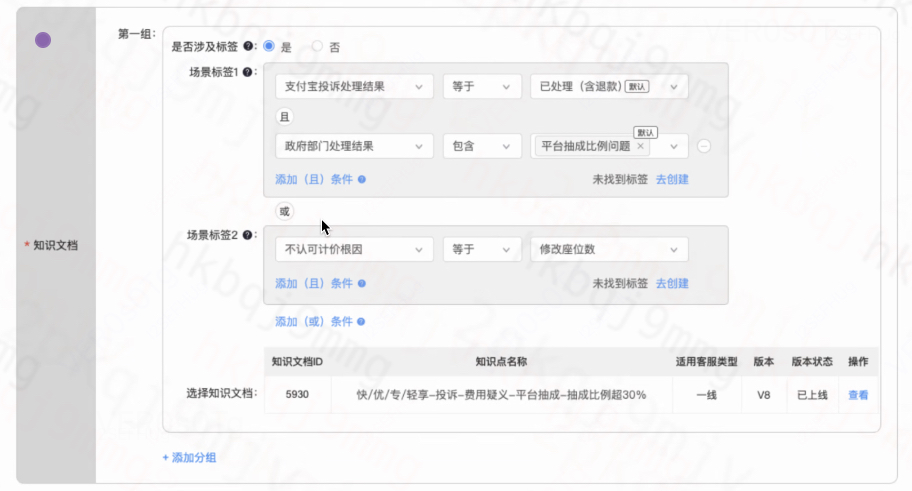 第一组:
是否涉及标签 ?: 是 否
场景标签1 ?:
支付宝投诉处理结果 等于 已处理（含退款） 默认
且
默认
政府部门处理结果 包含 平台抽成比例问题 ×
添加（且）条件 ? 未找到标签 去创建
或
场景标签2 ?:
不认可计价根因 等于 修改座位数
* 知识文档
添加（且）条件 ? 未找到标签 去创建
添加（或）条件 ?
知识文档ID 知识点名称 适用客服类型 版本 版本状态 操作
选择知识文档: 5930 快/优/专/轻享–投诉–费用疑义–平台抽成–抽成比例超30% 一线 V8 已上线 查看
+ 添加分组